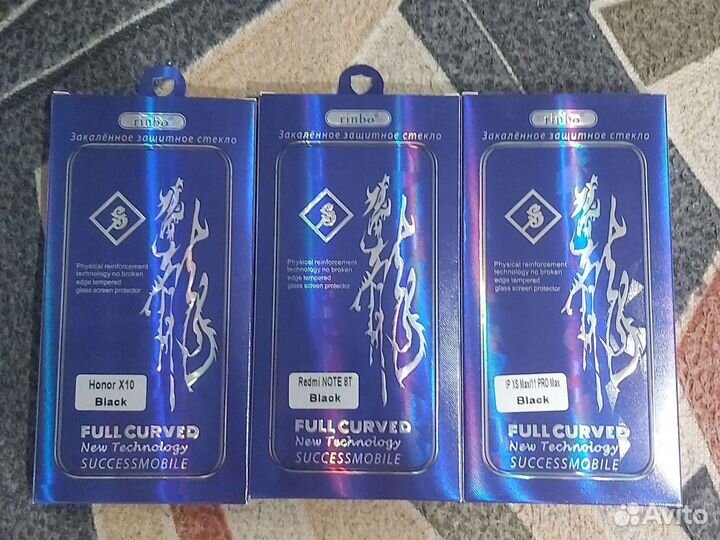 rinbo®
Закалённое защитное стекло
Physical reinforcement
technology no broken
edge tempered
glass screen protector
Honor X10
Black
FULL CURVED
New Technology
SUCCESSMOBILE
rinbo®
Закалённое защитное стекло
Physical reinforcement
technology no broken
edge tempered
glass screen protector
Redmi NOTE 8T
Black
FULL CURVED
New Technology
SUCCESSMOBILE
rinbo®
Закалённое защитное стекло
Physical reinforcement
technology no broken
edge tempered
glass screen protector
IP XS Max/11 PRO Max
Black
FULL CURVED
New Technology
SUCCESSMOBILE
Avito